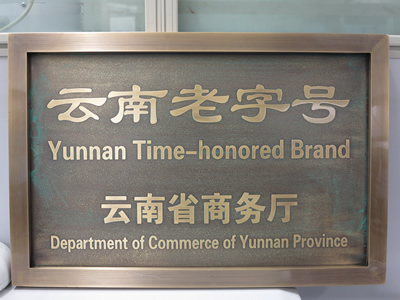 云南老字号
Yunnan Time-honored Brand
云南省商务厅
Department of Commerce of Yunnan Province